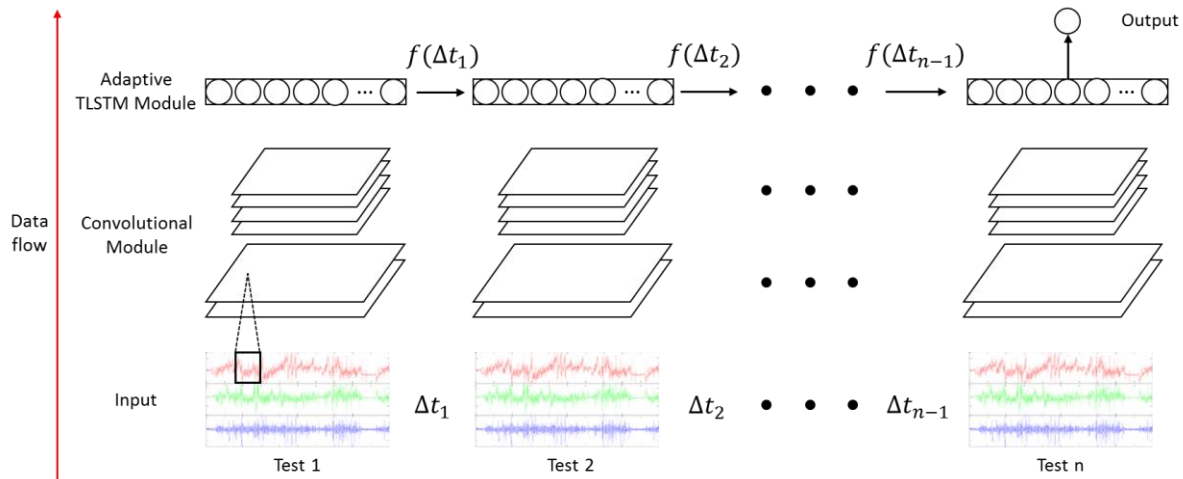 Output
f(Δt₁)
f(Δt₂)
f(Δtₙ₋₁)
Adaptive
TLSTM Module
...
...
...
Data
flow
Convolutional
Module
Input
Δt₁
Δt₂
Δtₙ₋₁
Test 1
Test 2
Test n